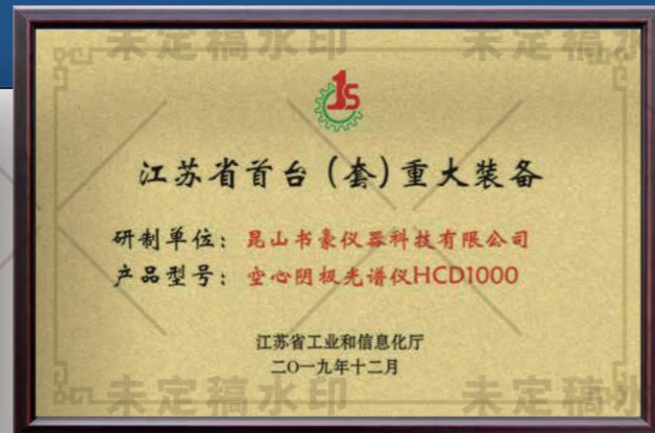 未定稿水印 未定稿水
1s
江苏省首台（套）重大装备
研制单位：昆山书豪仪器科技有限公司
产品型号：空心阴极光谱仪HCD1000
江苏省工业和信息化厅
二〇一九年十二月
未定稿水印 未定稿水